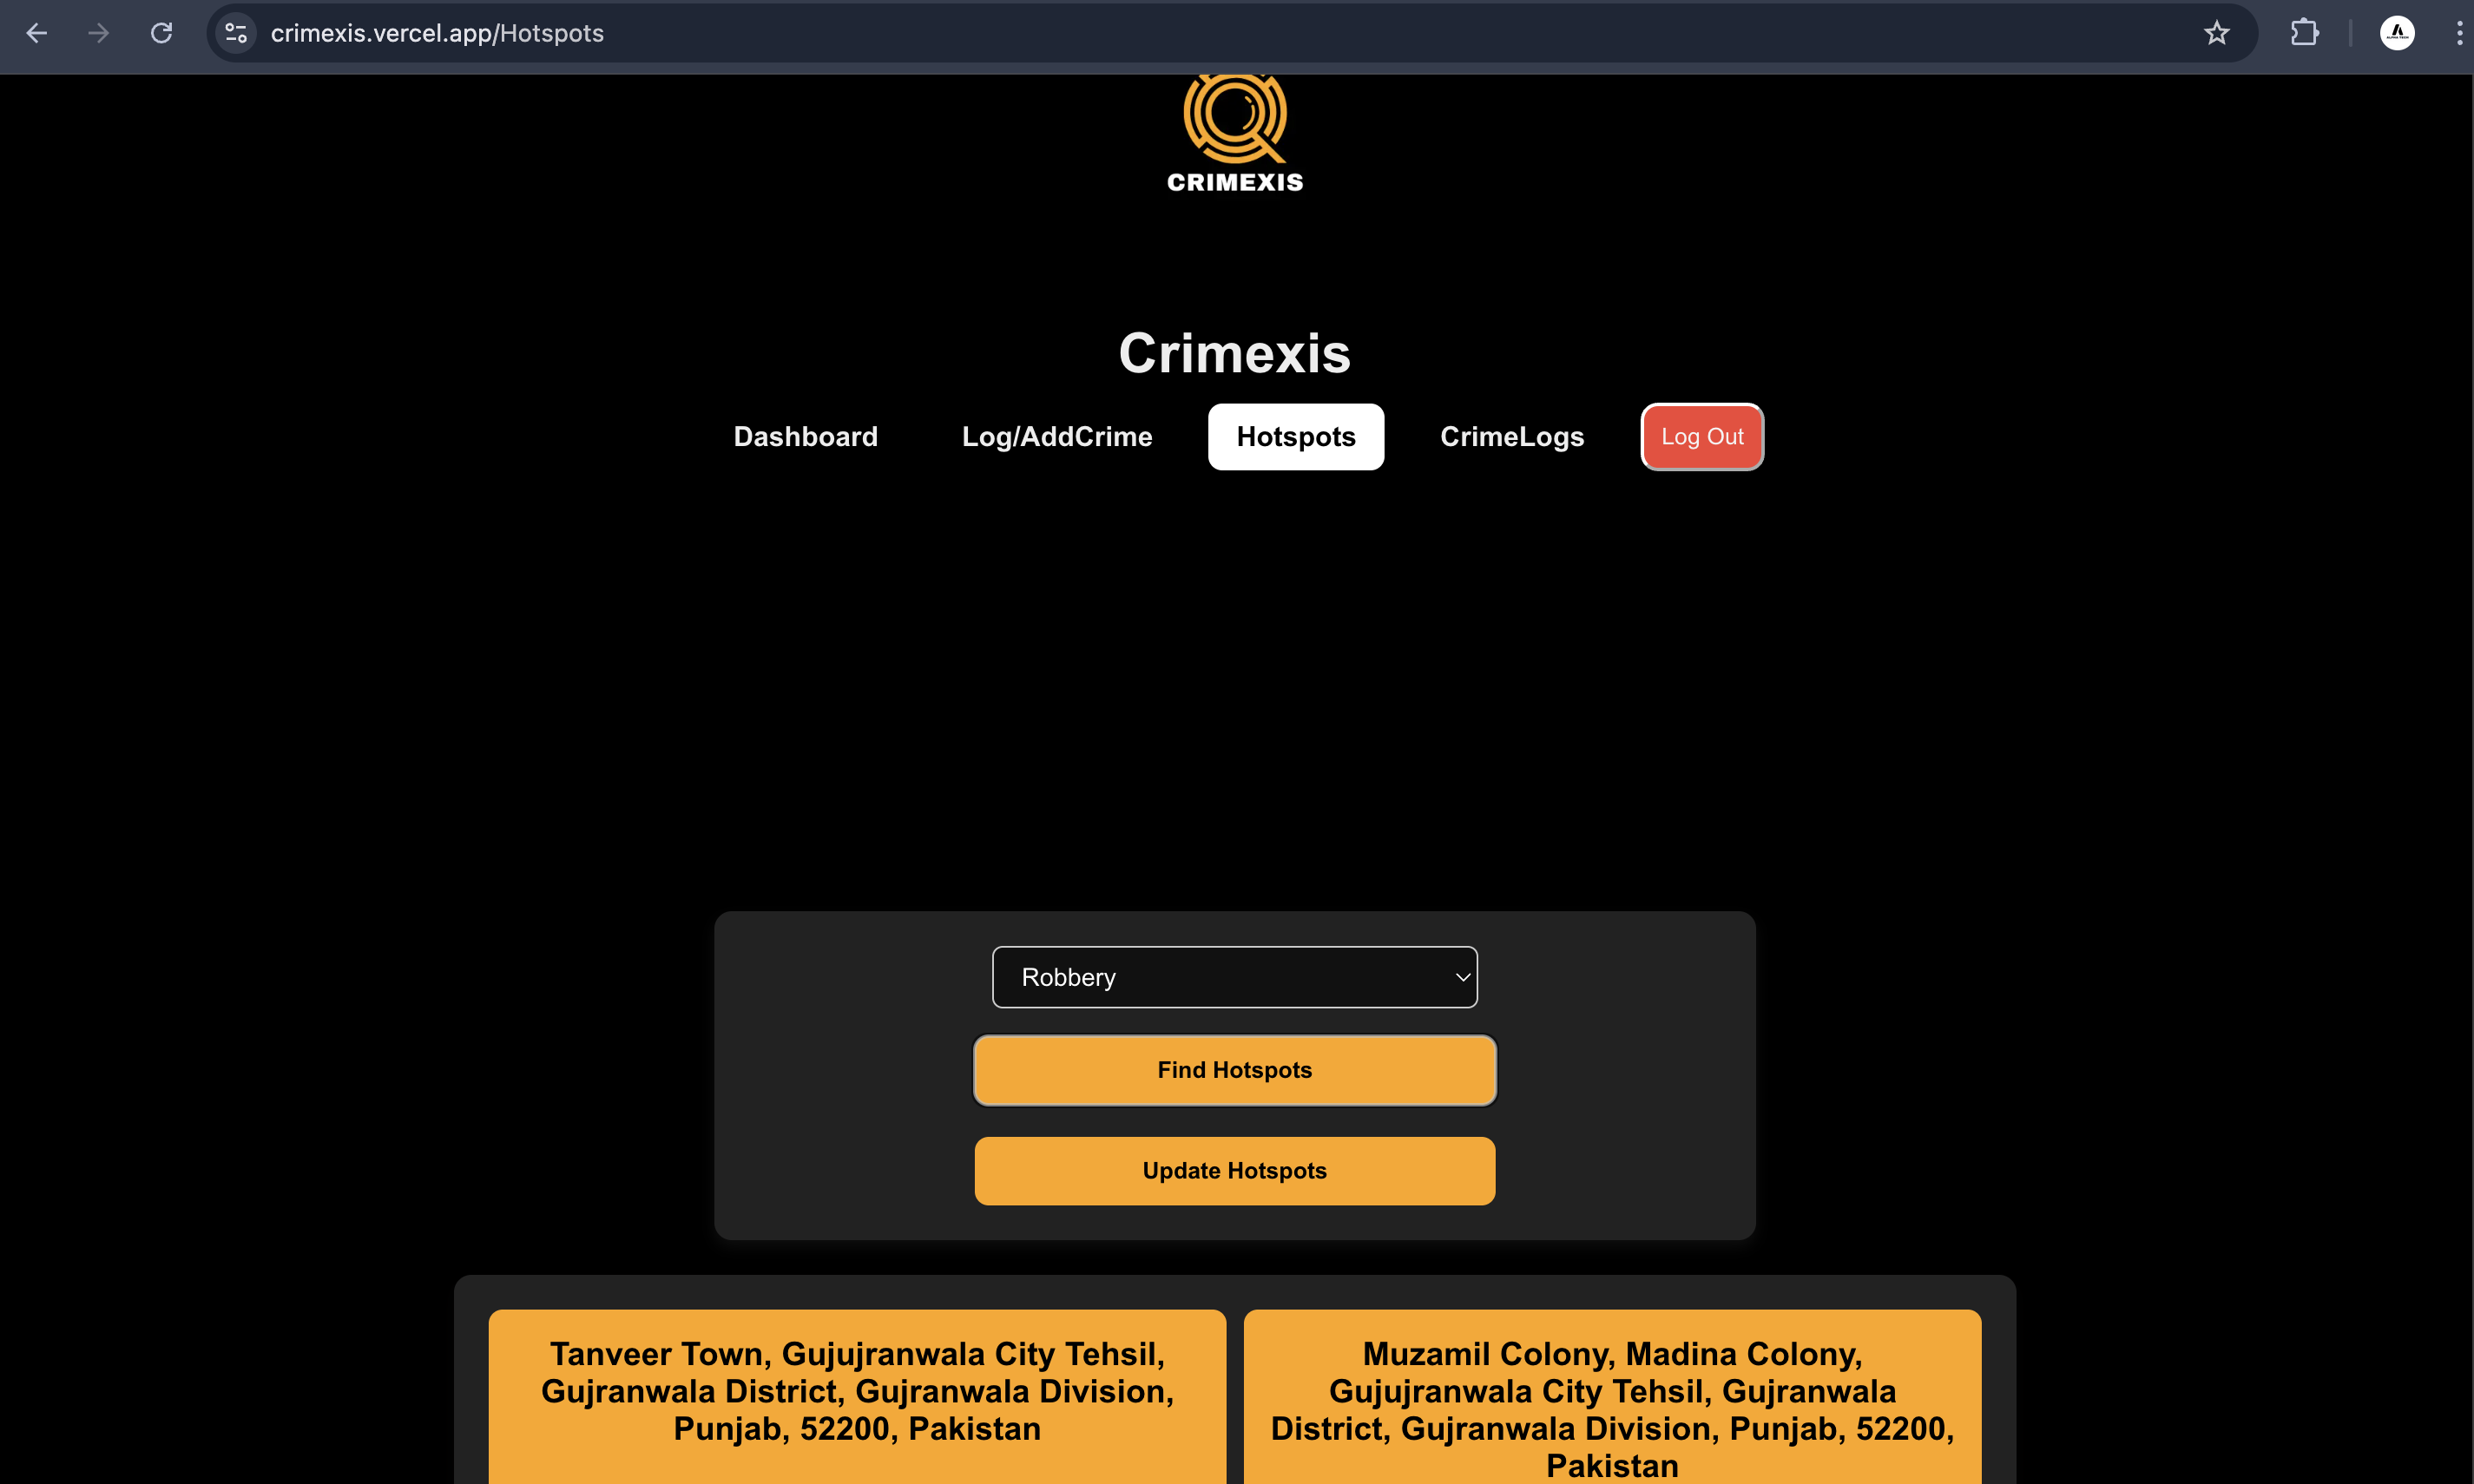 crimexis.vercel.app/Hotspots
CRIMEXIS
Crimexis
Dashboard
Log/AddCrime
Hotspots
CrimeLogs
Log Out
Robbery
Find Hotspots
Update Hotspots
Tanveer Town, Gujujranwala City Tehsil,
Gujranwala District, Gujranwala Division,
Punjab, 52200, Pakistan
Muzamil Colony, Madina Colony,
Gujujranwala City Tehsil, Gujranwala
District, Gujranwala Division, Punjab, 52200,
Pakistan